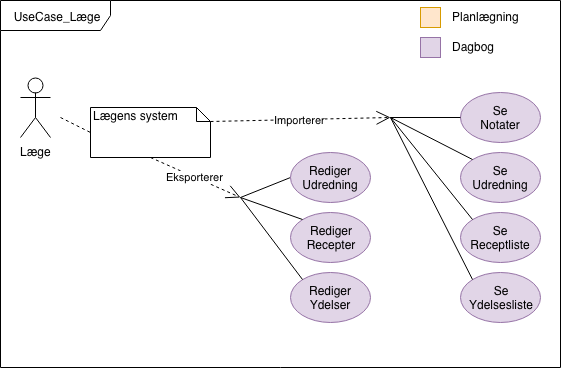 UseCase_Læge
Planlægning
Dagbog
Læge
Lægens system
Importerer
Eksporterer
Se
Notater
Rediger
Udredning
Se
Udredning
Rediger
Recepter
Se
Receptliste
Rediger
Ydelser
Se
Ydelsesliste